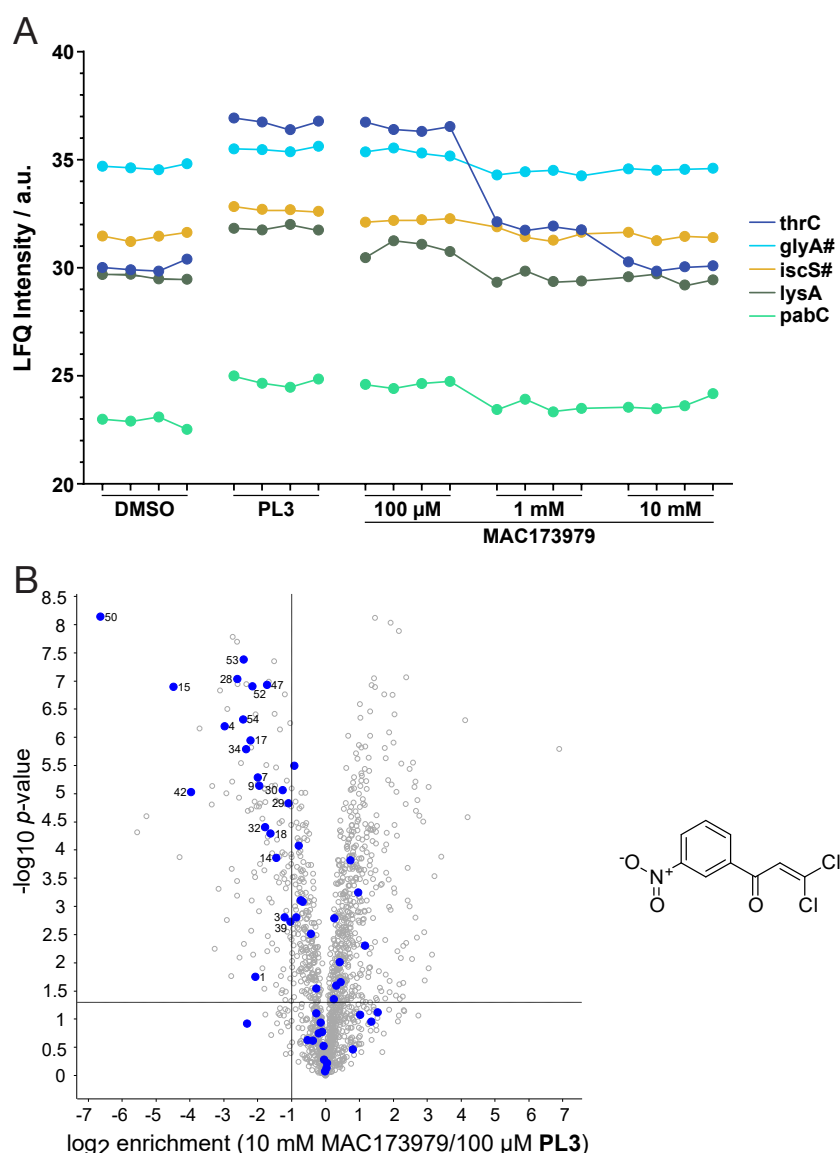 A
LFQ Intensity / a.u.
40
35
30
25
20
DMSO
PL3
100 µM
1 mM
10 mM
MAC173979
thrC
glyA#
iscS#
lysA
pabC
B
-log10 p-value
8.5
8
7.5
7
6.5
6
5.5
5
4.5
4
3.5
3
2.5
2
1.5
1
0.5
0
50
53
28
15
52
47
54
4
17
34
7
9
42
30
29
32
18
14
3
39
1
-7 -6 -5 -4 -3 -2 -1 0 1 2 3 4 5 6 7
log2 enrichment (10 mM MAC173979/100 µM PL3)
-O
N+
O
O
Cl
Cl